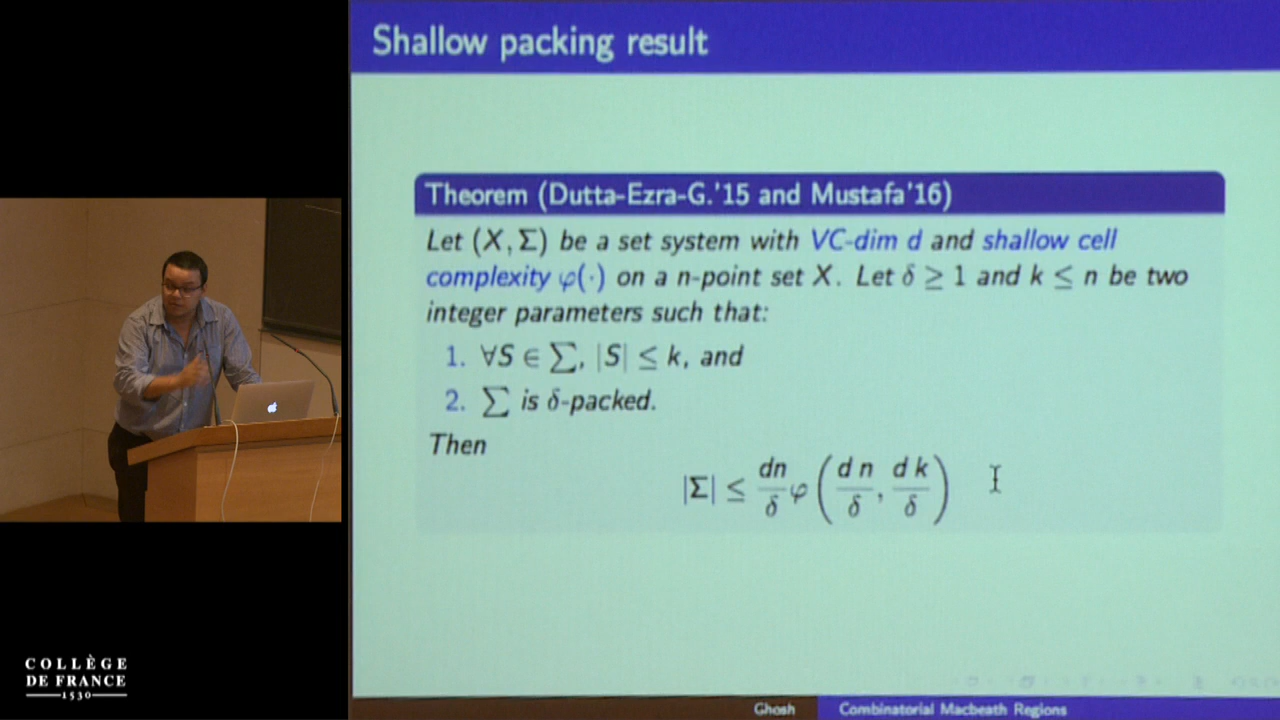 Shallow packing result
Theorem (Dutta-Ezra-G.'15 and Mustafa'16)
Let (X, Σ) be a set system with VC-dim d and shallow cell
complexity φ(·) on a n-point set X. Let δ ≥ 1 and k ≤ n be two
integer parameters such that:
1. ∀S ∈ ∑, |S| ≤ k, and
2. ∑ is δ-packed.
Then
|Σ| ≤ dn/δ φ (d n/δ, d k/δ)
COLLÈGE
DE FRANCE
1530
Ghosh Combinatorial Macbeath Regions